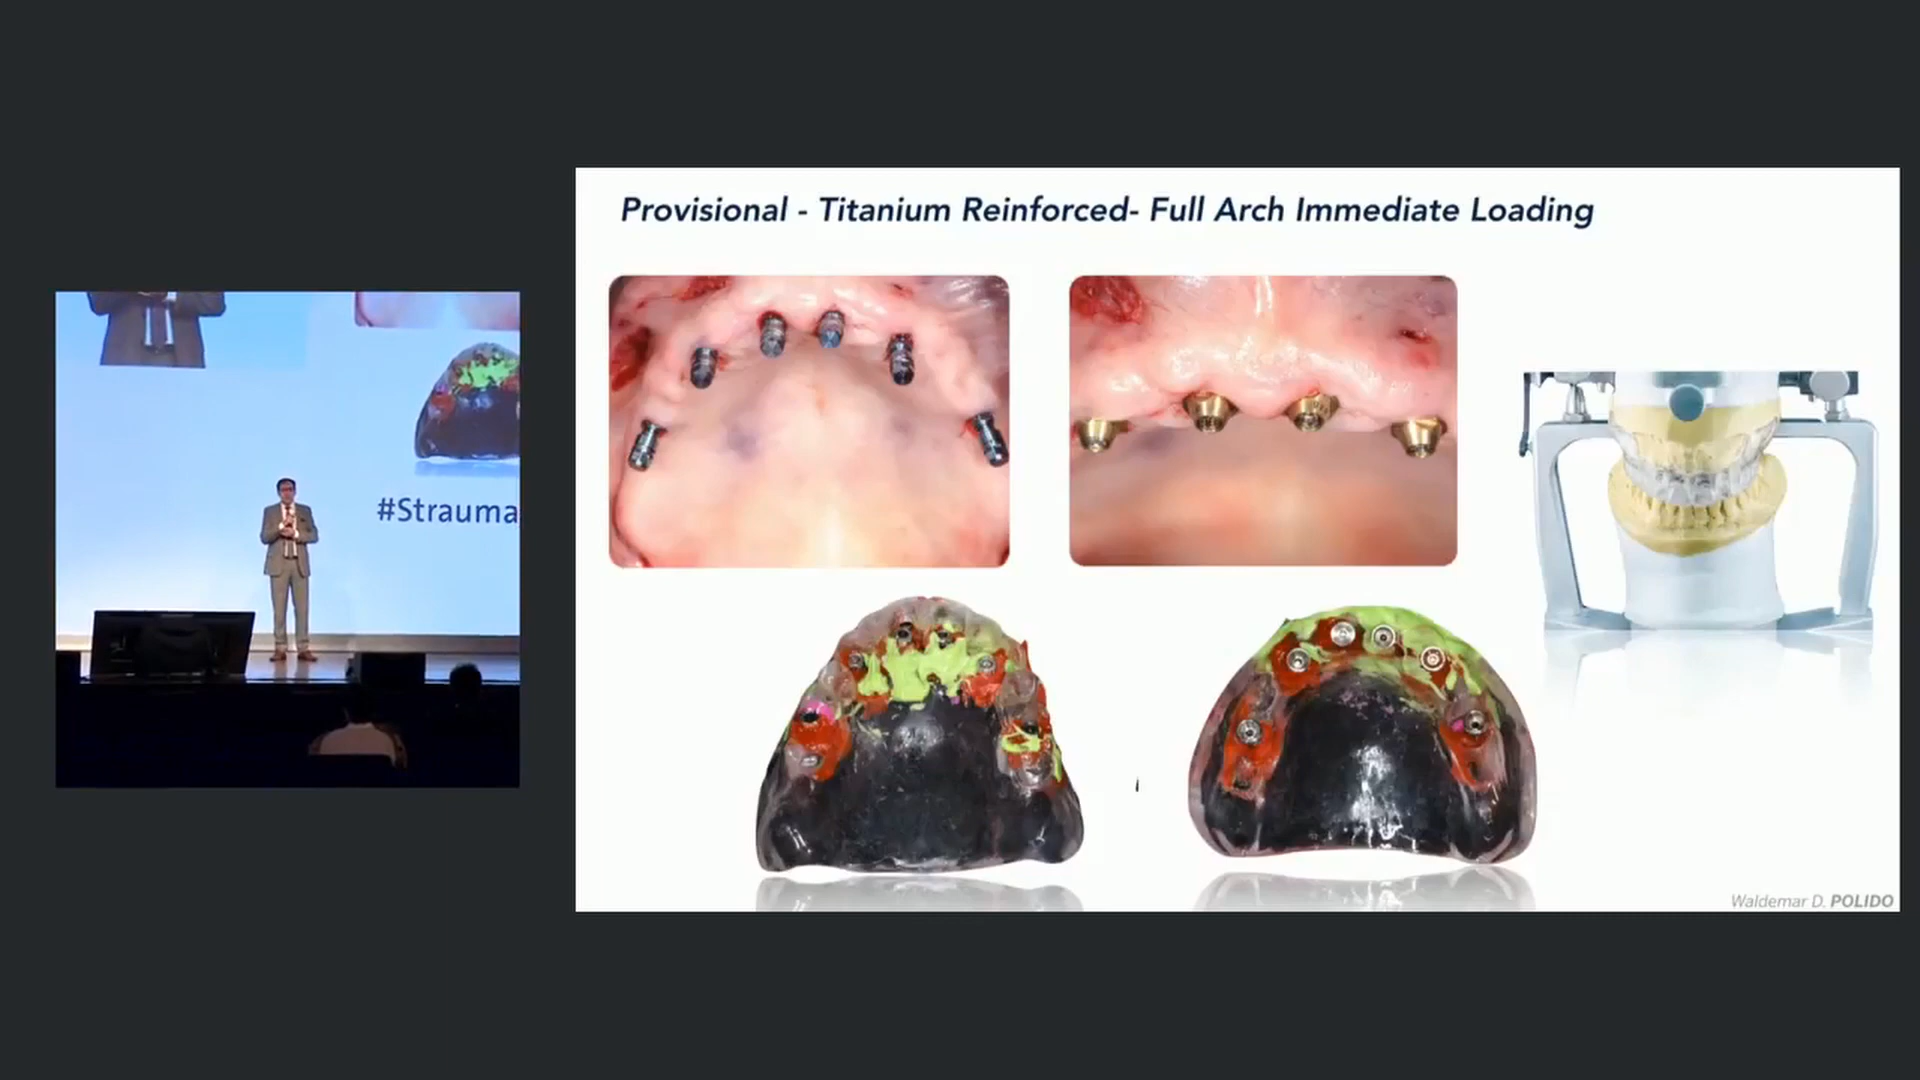 Provisional - Titanium Reinforced- Full Arch Immediate Loading
#Strauma
Waldemar D. POLIDO